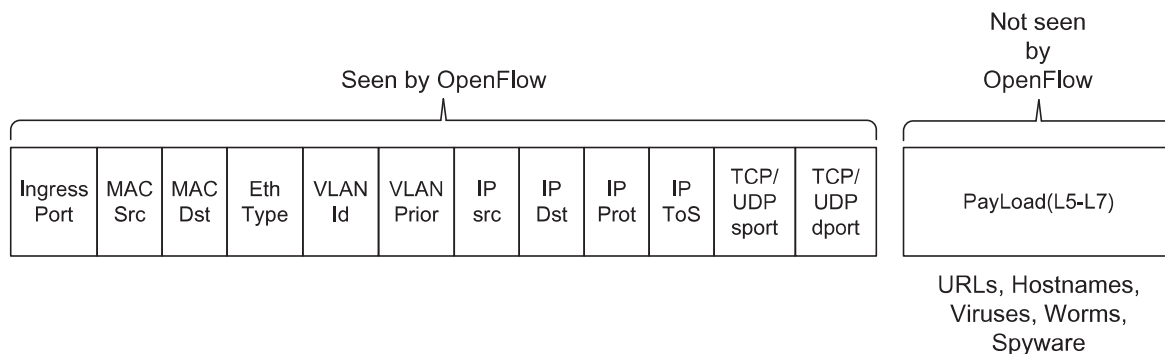 Not seen
by
OpenFlow
Seen by OpenFlow
Ingress
Port
MAC
Src
MAC
Dst
Eth
Type
VLAN
Id
VLAN
Prior
IP
src
IP
Dst
IP
Prot
IP
ToS
TCP/
UDP
sport
TCP/
UDP
dport
PayLoad(L5-L7)
URLs, Hostnames,
Viruses, Worms,
Spyware